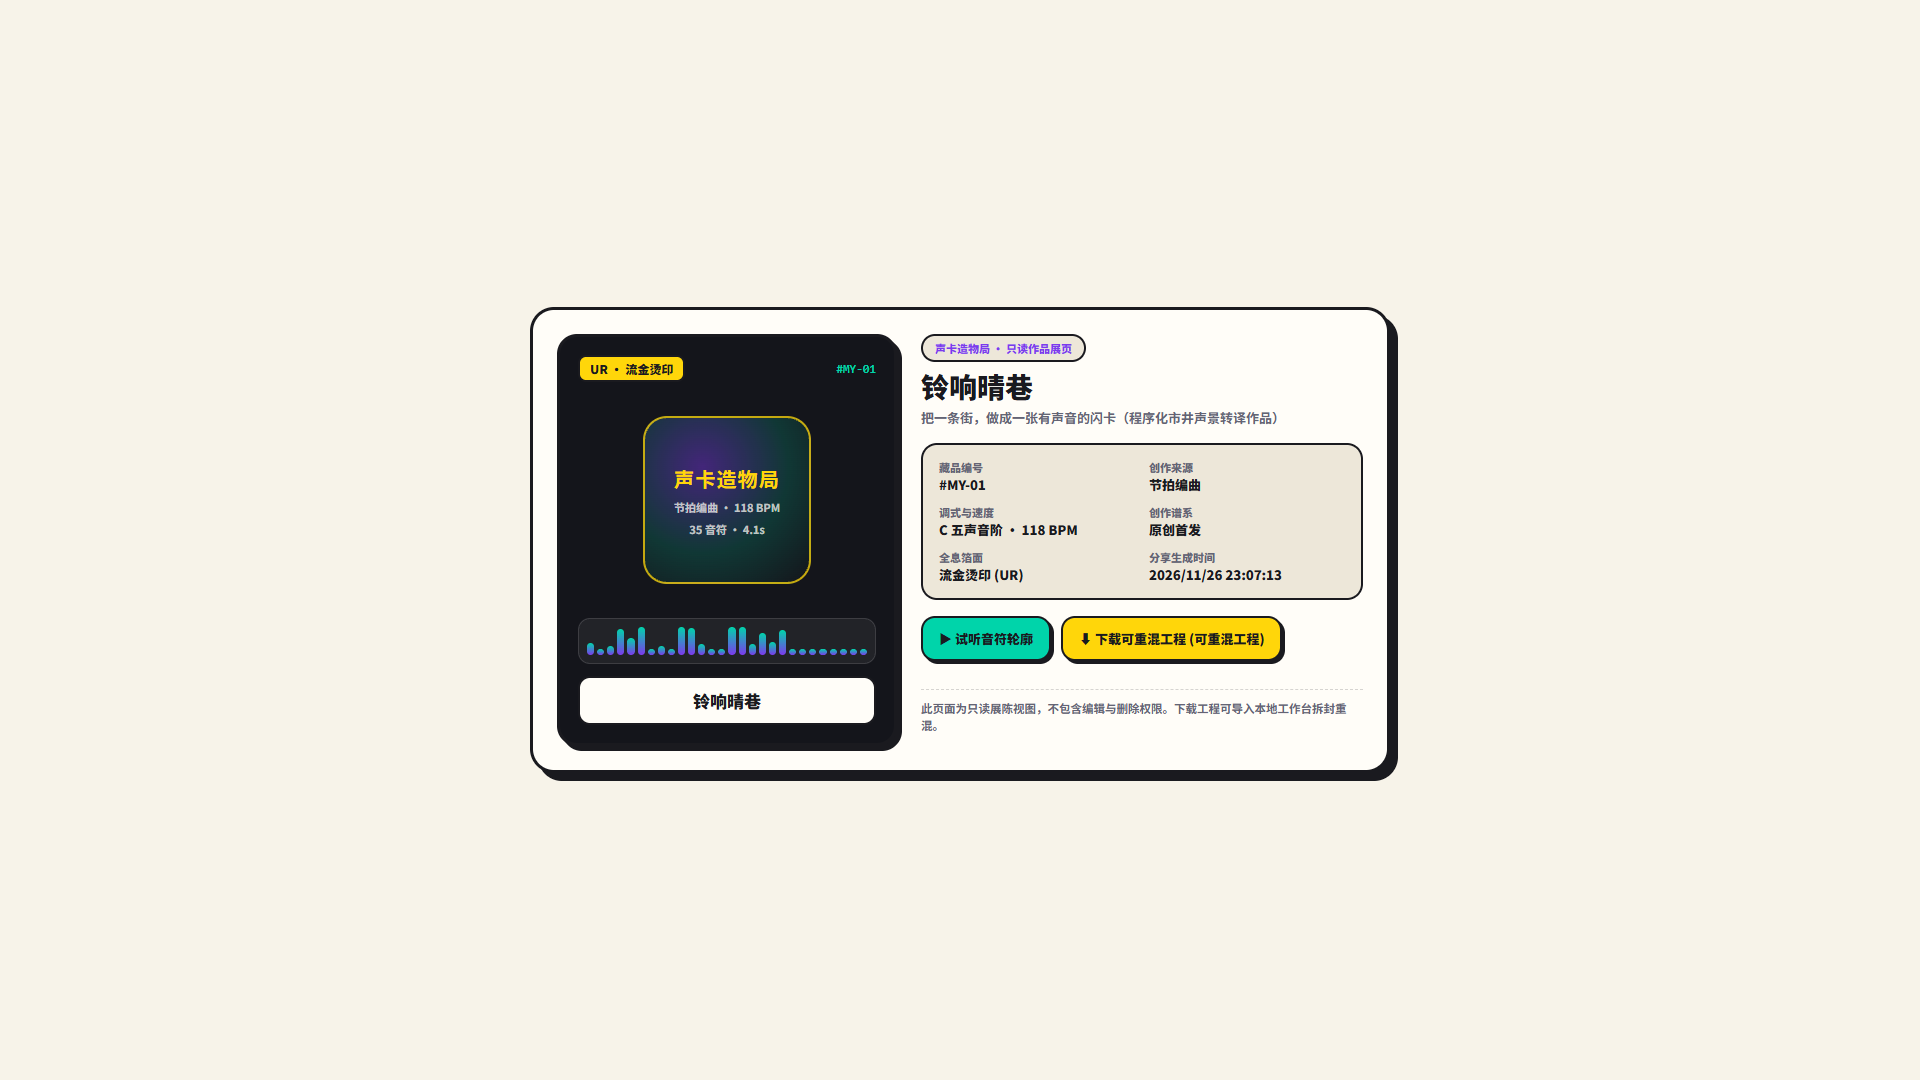 UR • 流金烫印
#MY-01
声卡造物局
节拍编曲 • 118 BPM
35 音符 • 4.1s
铃响晴巷
声卡造物局 • 只读作品展页
铃响晴巷
把一条街，做成一张有声音的闪卡（程序化市井声景转译作品）
藏品编号
#MY-01
创作来源
节拍编曲
调式与速度
C 五声音阶 • 118 BPM
创作谱系
原创首发
全息箔面
流金烫印 (UR)
分享生成时间
2026/11/26 23:07:13
▶ 试听音符轮廓
⬇ 下载可重混工程 (可重混工程)
此页面为只读展陈视图，不包含编辑与删除权限。下载工程可导入本地工作台拆封重
混。